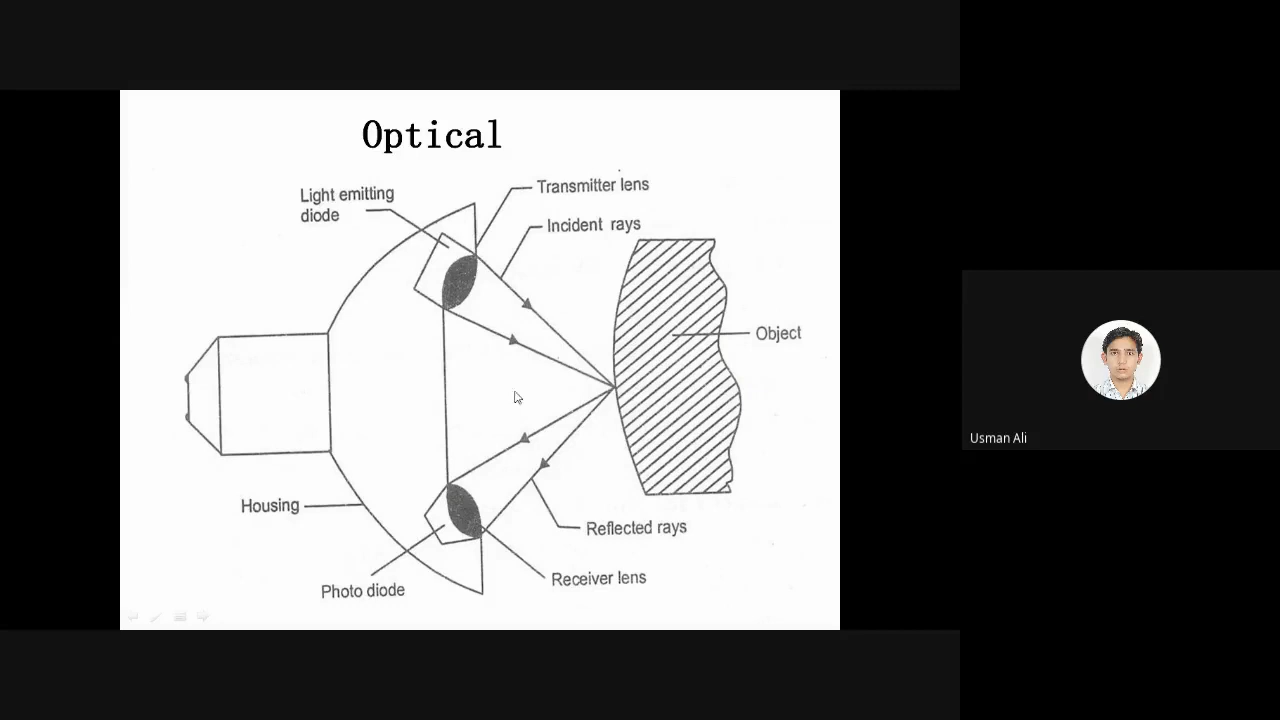 Optical
Light emitting
diode
Transmitter lens
Incident rays
Object
Housing
Reflected rays
Receiver lens
Photo diode
Usman Ali